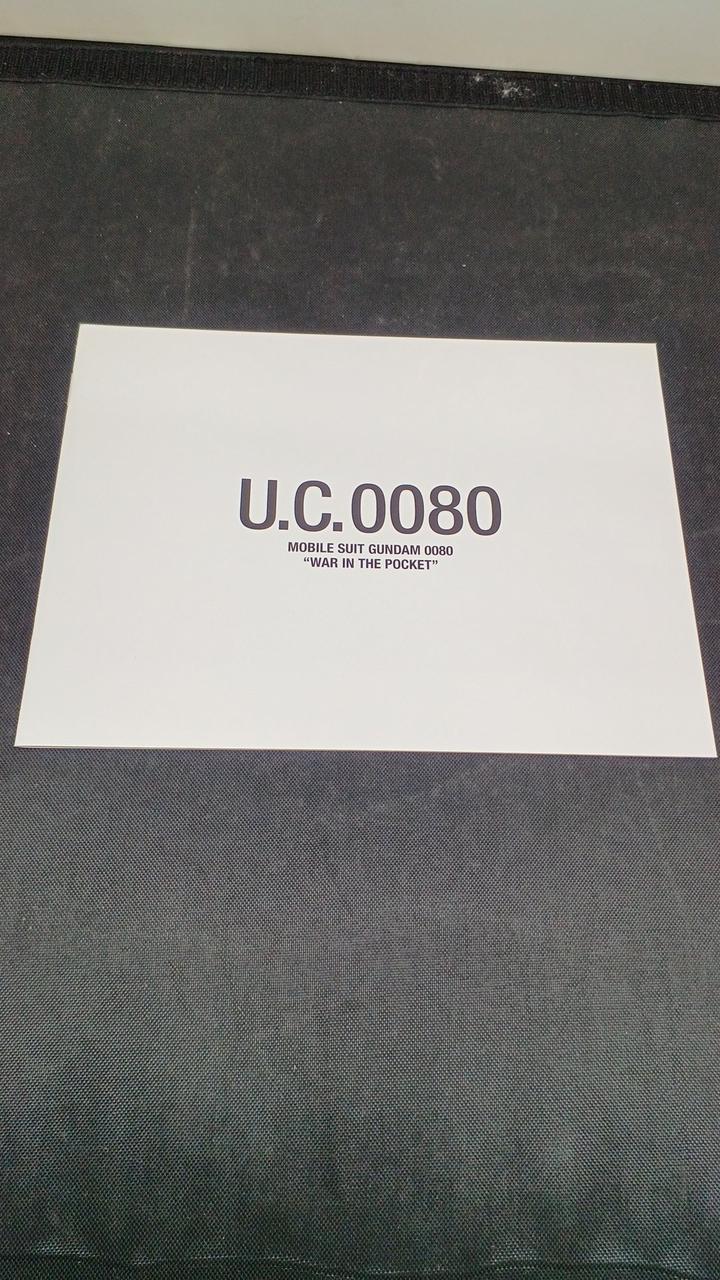 U.C.0080
MOBILE SUIT GUNDAM 0080
“WAR IN THE POCKET”